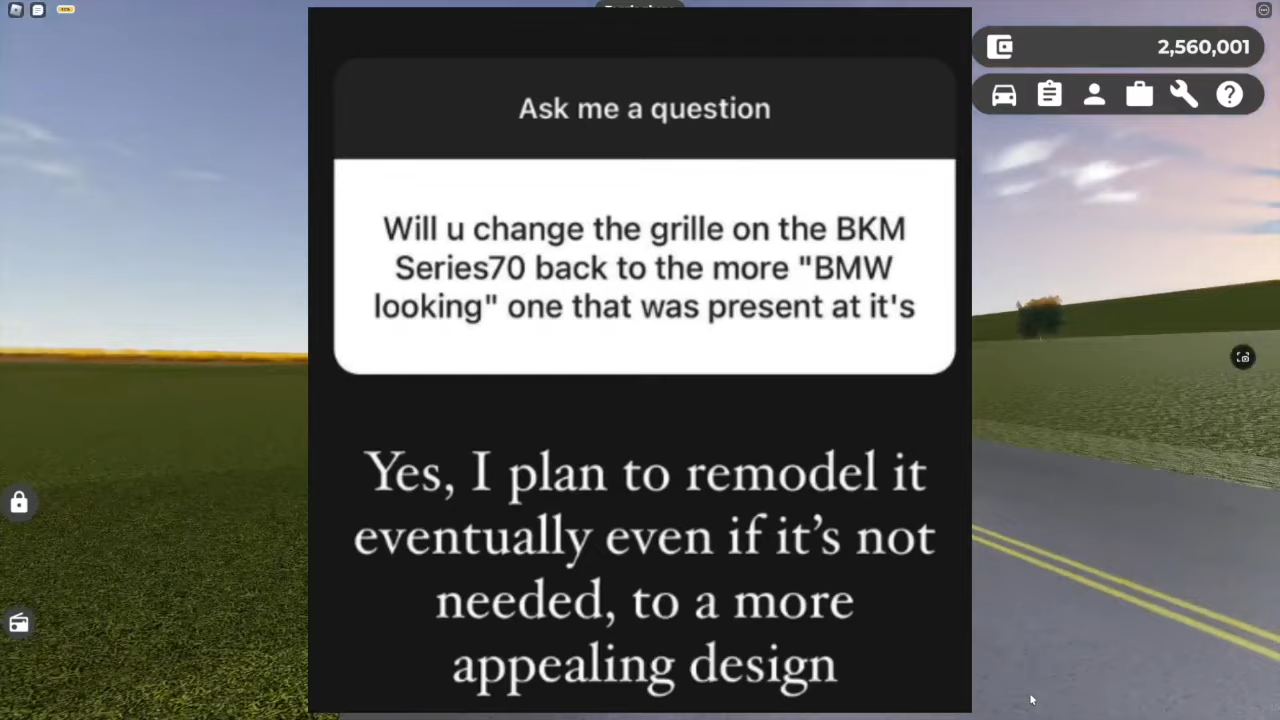 2,560,001
Ask me a question
Will u change the grille on the BKM
Series70 back to the more "BMW
looking" one that was present at it's
Yes, I plan to remodel it
eventually even if it's not
needed, to a more
appealing design